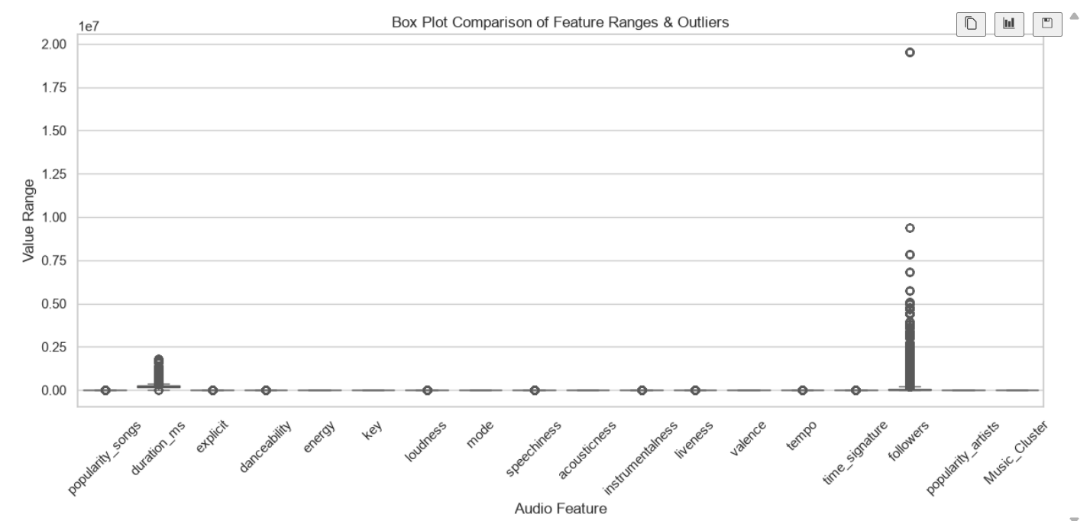 Box Plot Comparison of Feature Ranges & Outliers
1e7
2.00
1.75
1.50
1.25
1.00
0.75
0.50
0.25
0.00
Value Range
popularity_songs
duration_ms
explicit
danceability
energy
key
loudness
mode
speechiness
acousticness
instrumentalness
liveness
valence
tempo
time_signature
followers
popularity_artists
Music_Cluster
Audio Feature